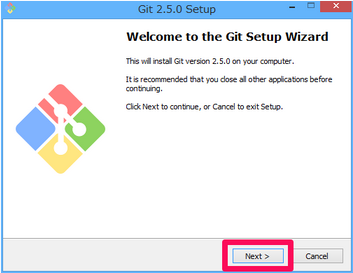 Git 2.5.0 Setup
Welcome to the Git Setup Wizard
This will install Git version 2.5.0 on your computer.
It is recommended that you close all other applications before
continuing.
Click Next to continue, or Cancel to exit Setup.
Next >
Cancel